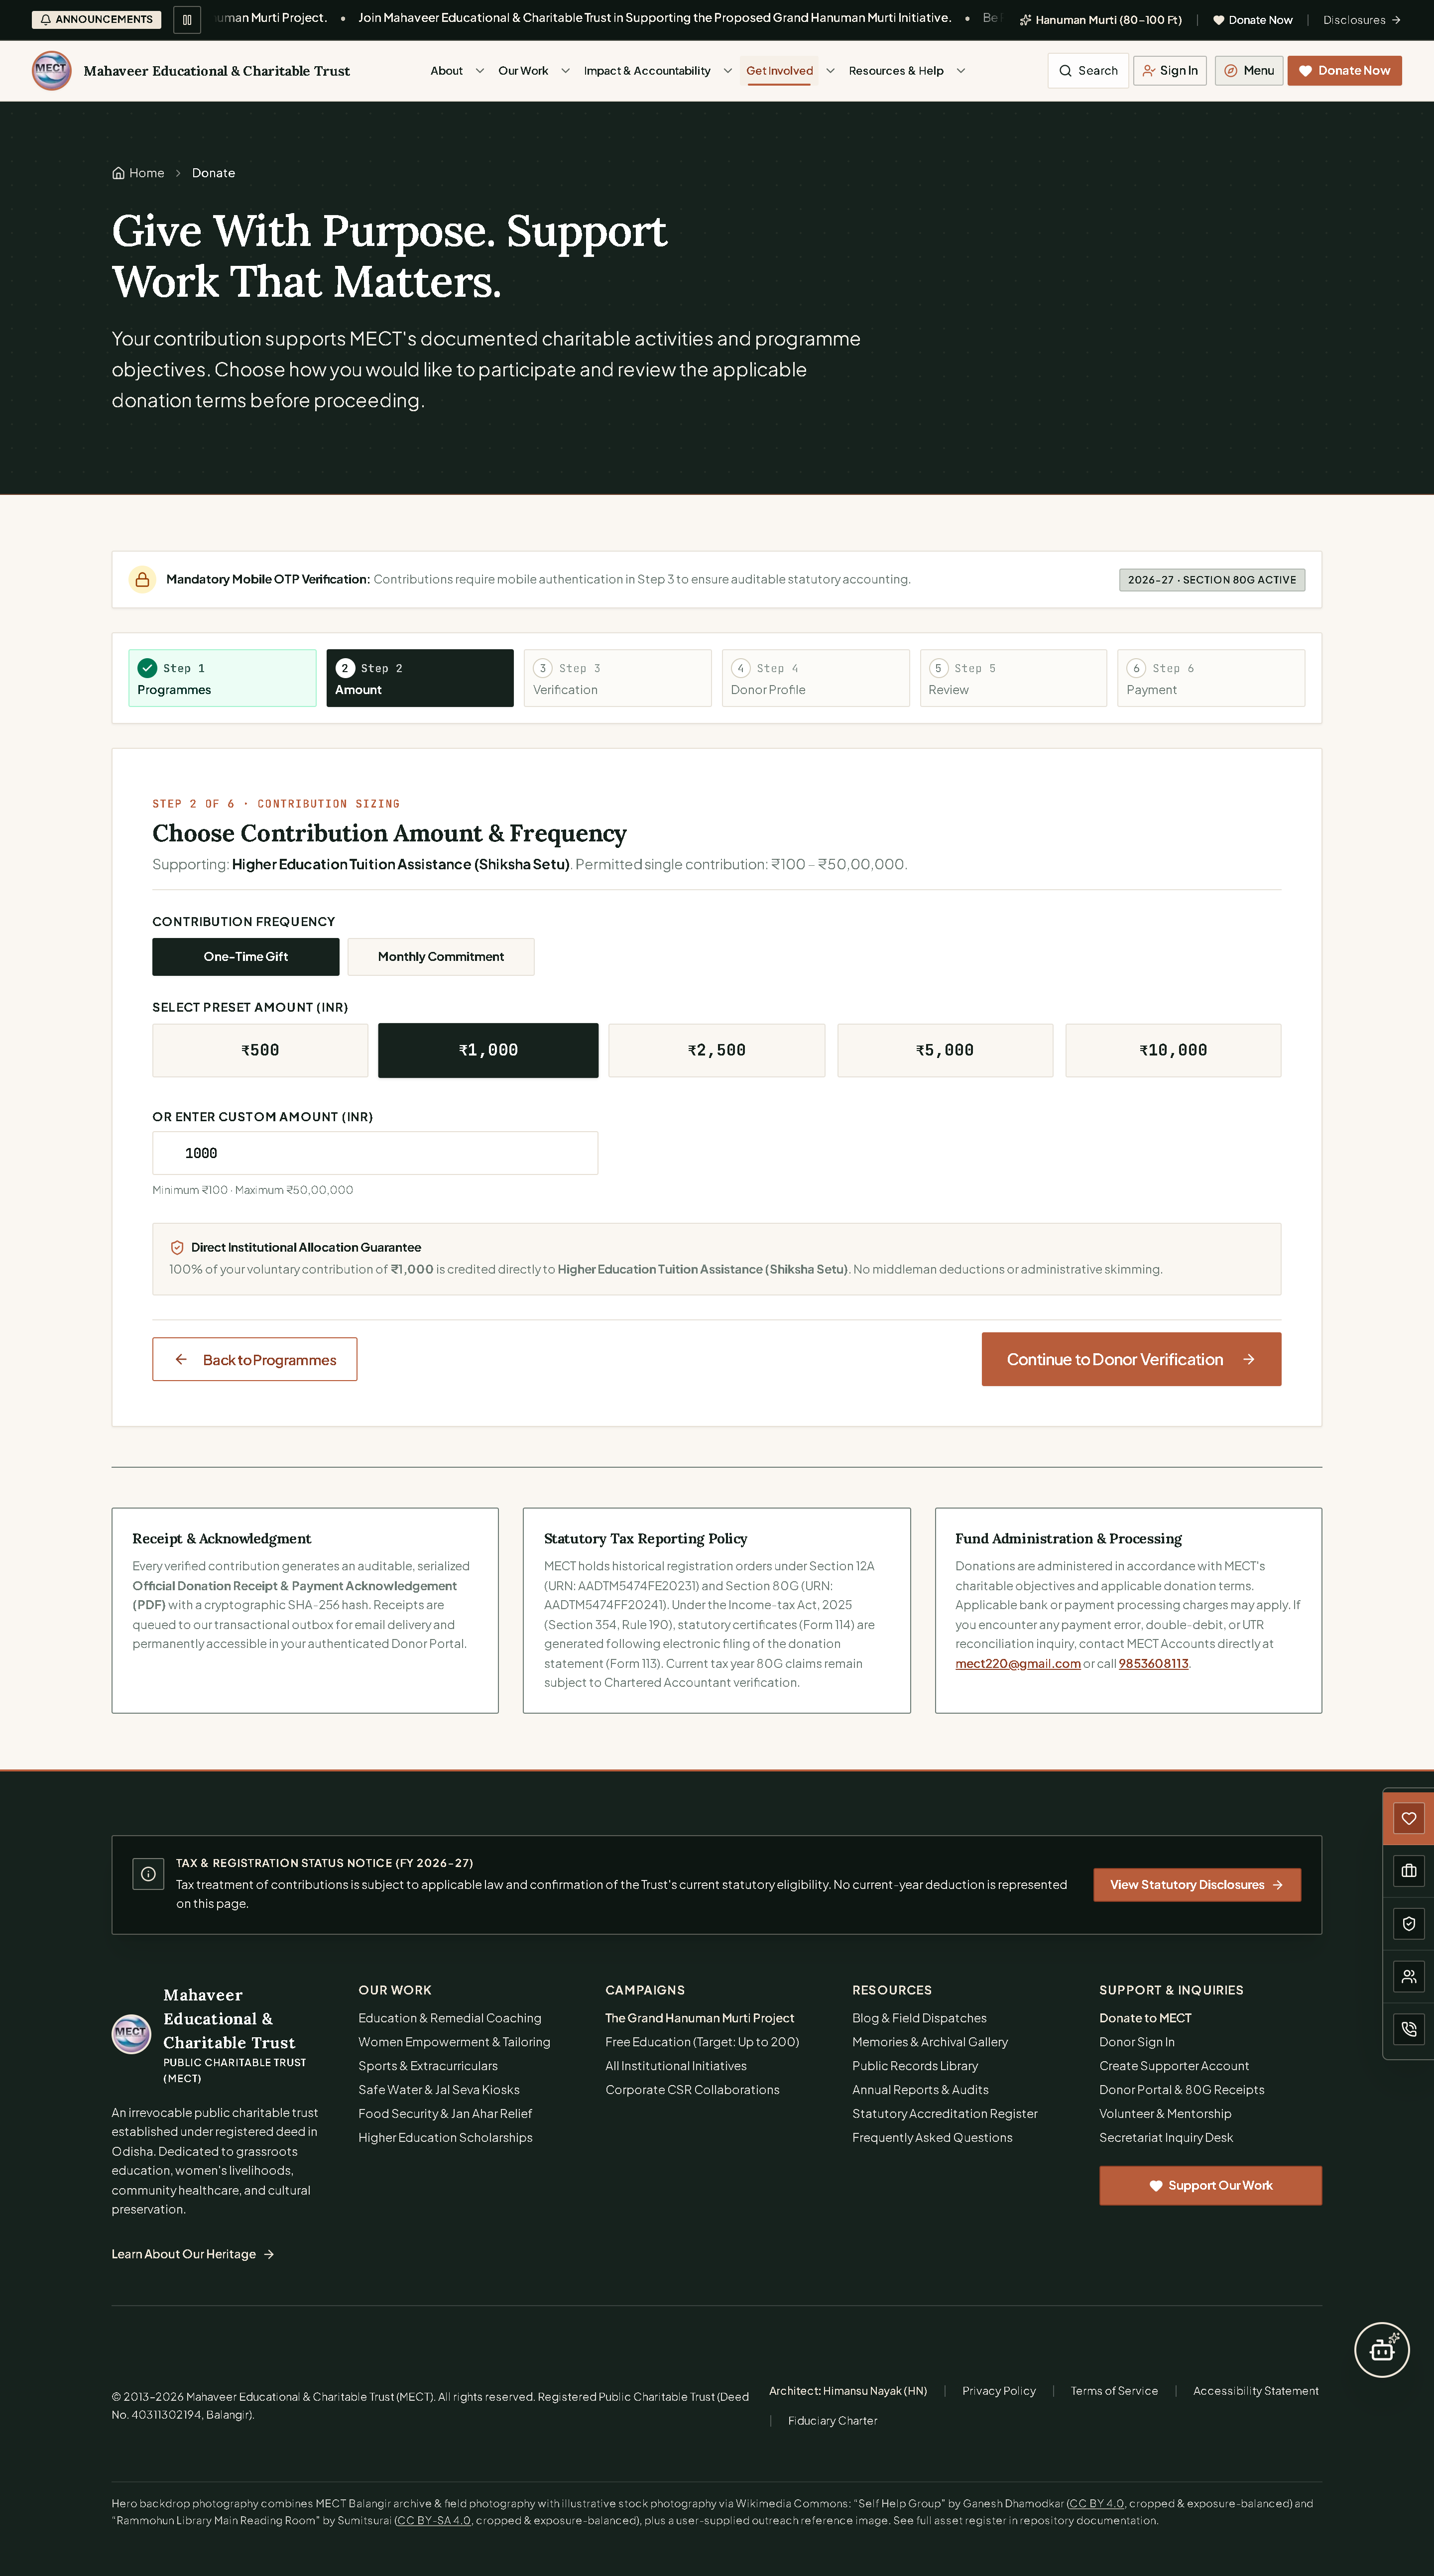 ANNOUNCEMENTS
uman Murti Project. • Join Mahaveer Educational & Charitable Trust in Supporting the Proposed Grand Hanuman Murti Initiative. • Be
Hanuman Murti (80–100 Ft) | Donate Now | Disclosures →
MECT
Mahaveer Educational & Charitable Trust
About
Our Work
Impact & Accountability
Get Involved
Resources & Help
Search
Sign In
Menu
Donate Now
Home > Donate
Give With Purpose. Support
Work That Matters.
Your contribution supports MECT's documented charitable activities and programme
objectives. Choose how you would like to participate and review the applicable
donation terms before proceeding.
Mandatory Mobile OTP Verification: Contributions require mobile authentication in Step 3 to ensure auditable statutory accounting.
2026-27 · SECTION 80G ACTIVE
Step 1
Programmes
2 Step 2
Amount
3 Step 3
Verification
4 Step 4
Donor Profile
5 Step 5
Review
6 Step 6
Payment
STEP 2 OF 6 · CONTRIBUTION SIZING
Choose Contribution Amount & Frequency
Supporting: Higher Education Tuition Assistance (Shiksha Setu). Permitted single contribution: ₹100 – ₹50,00,000.
CONTRIBUTION FREQUENCY
One-Time Gift
Monthly Commitment
SELECT PRESET AMOUNT (INR)
₹500
₹1,000
₹2,500
₹5,000
₹10,000
OR ENTER CUSTOM AMOUNT (INR)
1000
Minimum ₹100 · Maximum ₹50,00,000
Direct Institutional Allocation Guarantee
100% of your voluntary contribution of ₹1,000 is credited directly to Higher Education Tuition Assistance (Shiksha Setu). No middleman deductions or administrative skimming.
← Back to Programmes
Continue to Donor Verification →
Receipt & Acknowledgment
Every verified contribution generates an auditable, serialized
Official Donation Receipt & Payment Acknowledgement
(PDF) with a cryptographic SHA-256 hash. Receipts are
queued to our transactional outbox for email delivery and
permanently accessible in your authenticated Donor Portal.
Statutory Tax Reporting Policy
MECT holds historical registration orders under Section 12A
(URN: AADTM5474FE20231) and Section 80G (URN:
AADTM5474FF20241). Under the Income-tax Act, 2025
(Section 354, Rule 190), statutory certificates (Form 114) are
generated following electronic filing of the donation
statement (Form 113). Current tax year 80G claims remain
subject to Chartered Accountant verification.
Fund Administration & Processing
Donations are administered in accordance with MECT's
charitable objectives and applicable donation terms.
Applicable bank or payment processing charges may apply. If
you encounter any payment error, double-debit, or UTR
reconciliation inquiry, contact MECT Accounts directly at
mect220@gmail.com or call 9853608113.
TAX & REGISTRATION STATUS NOTICE (FY 2026-27)
Tax treatment of contributions is subject to applicable law and confirmation of the Trust's current statutory eligibility. No current-year deduction is represented
on this page.
View Statutory Disclosures →
MECT
Mahaveer
Educational &
Charitable Trust
PUBLIC CHARITABLE TRUST
(MECT)
An irrevocable public charitable trust
established under registered deed in
Odisha. Dedicated to grassroots
education, women's livelihoods,
community healthcare, and cultural
preservation.
Learn About Our Heritage →
OUR WORK
Education & Remedial Coaching
Women Empowerment & Tailoring
Sports & Extracurriculars
Safe Water & Jal Seva Kiosks
Food Security & Jan Ahar Relief
Higher Education Scholarships
CAMPAIGNS
The Grand Hanuman Murti Project
Free Education (Target: Up to 200)
All Institutional Initiatives
Corporate CSR Collaborations
RESOURCES
Blog & Field Dispatches
Memories & Archival Gallery
Public Records Library
Annual Reports & Audits
Statutory Accreditation Register
Frequently Asked Questions
SUPPORT & INQUIRIES
Donate to MECT
Donor Sign In
Create Supporter Account
Donor Portal & 80G Receipts
Volunteer & Mentorship
Secretariat Inquiry Desk
Support Our Work
© 2013–2026 Mahaveer Educational & Charitable Trust (MECT). All rights reserved. Registered Public Charitable Trust (Deed
No. 40311302194, Balangir).
Architect: Himansu Nayak (HN) | Privacy Policy | Terms of Service | Accessibility Statement
| Fiduciary Charter
Hero backdrop photography combines MECT Balangir archive & field photography with illustrative stock photography via Wikimedia Commons: "Self Help Group" by Ganesh Dhamodkar (CC BY 4.0, cropped & exposure-balanced) and
"Rammohun Library Main Reading Room" by Sumitsurai (CC BY-SA 4.0, cropped & exposure-balanced), plus a user-supplied outreach reference image. See full asset register in repository documentation.